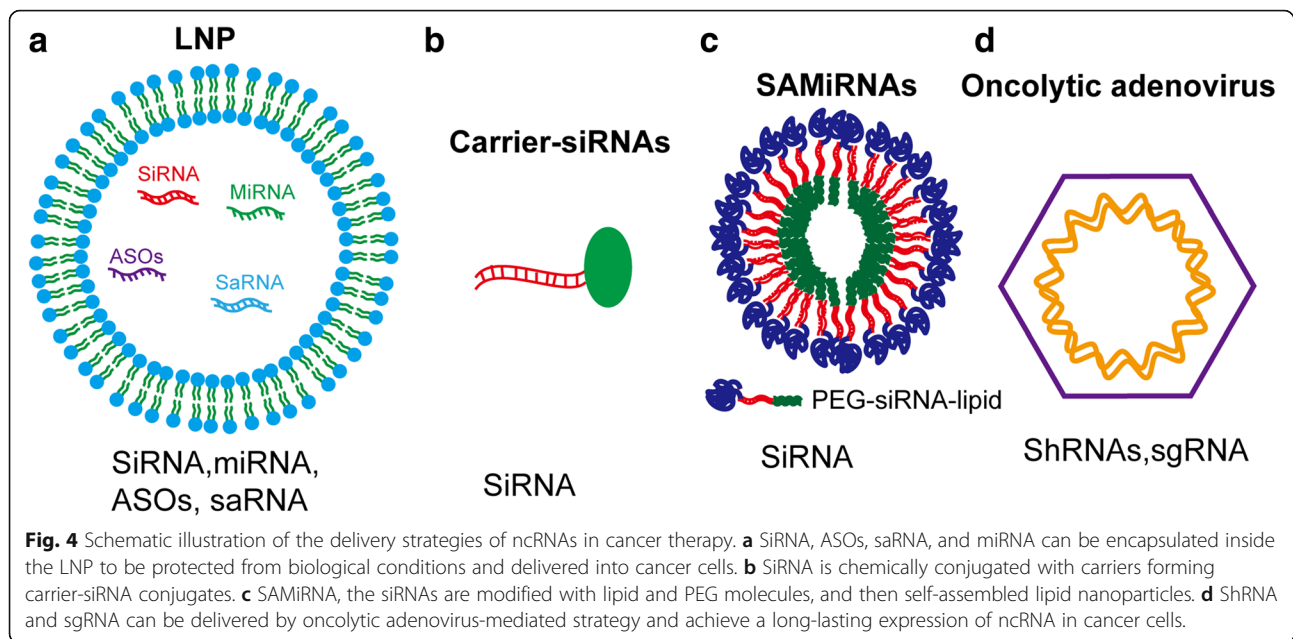 a
LNP
SiRNA
MiRNA
ASOs
SaRNA
SiRNA,miRNA,
ASOs, saRNA
b
Carrier-siRNAs
SiRNA
c
SAMiRNAs
PEG-siRNA-lipid
SiRNA
d
Oncolytic adenovirus
ShRNAs,sgRNA
Fig. 4 Schematic illustration of the delivery strategies of ncRNAs in cancer therapy. a SiRNA, ASOs, saRNA, and miRNA can be encapsulated inside
the LNP to be protected from biological conditions and delivered into cancer cells. b SiRNA is chemically conjugated with carriers forming
carrier-siRNA conjugates. c SAMiRNA, the siRNAs are modified with lipid and PEG molecules, and then self-assembled lipid nanoparticles. d ShRNA
and sgRNA can be delivered by oncolytic adenovirus-mediated strategy and achieve a long-lasting expression of ncRNA in cancer cells.